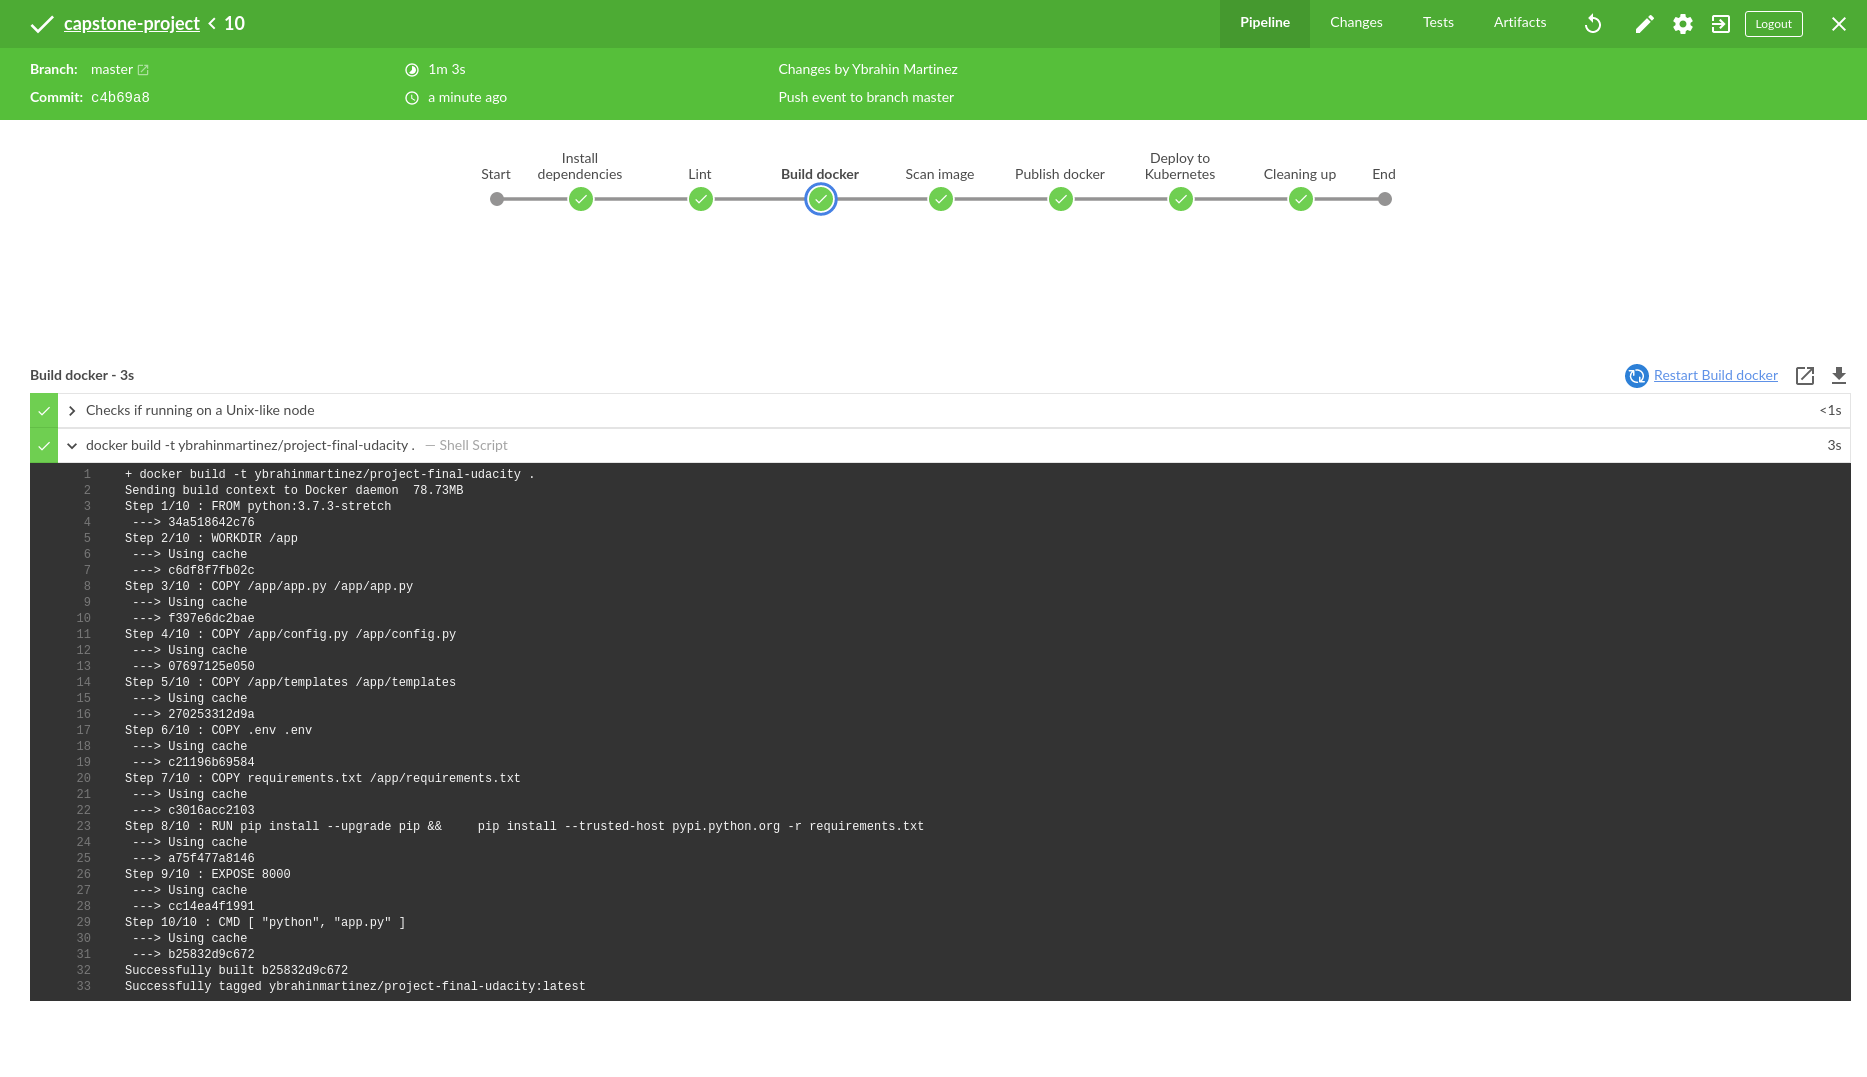 capstone-project < 10
Pipeline
Changes
Tests
Artifacts
Logout
Branch: master
1m 3s
Changes by Ybrahin Martinez
Commit: c4b69a8
a minute ago
Push event to branch master
Start
Install
dependencies
Lint
Build docker
Scan image
Publish docker
Deploy to
Kubernetes
Cleaning up
End
Build docker - 3s
Restart Build docker
Checks if running on a Unix-like node
<1s
docker build -t ybrahinmartinez/project-final-udacity . — Shell Script
3s
1 + docker build -t ybrahinmartinez/project-final-udacity .
2 Sending build context to Docker daemon  78.73MB
3 Step 1/10 : FROM python:3.7.3-stretch
4  ---> 34a518642c76
5 Step 2/10 : WORKDIR /app
6  ---> Using cache
7  ---> c6df8f7fb02c
8 Step 3/10 : COPY /app/app.py /app/app.py
9  ---> Using cache
10  ---> f397e6dc2bae
11 Step 4/10 : COPY /app/config.py /app/config.py
12  ---> Using cache
13  ---> 07697125e050
14 Step 5/10 : COPY /app/templates /app/templates
15  ---> Using cache
16  ---> 270253312d9a
17 Step 6/10 : COPY .env .env
18  ---> Using cache
19  ---> c21196b69584
20 Step 7/10 : COPY requirements.txt /app/requirements.txt
21  ---> Using cache
22  ---> c3016acc2103
23 Step 8/10 : RUN pip install --upgrade pip &&     pip install --trusted-host pypi.python.org -r requirements.txt
24  ---> Using cache
25  ---> a75f477a8146
26 Step 9/10 : EXPOSE 8000
27  ---> Using cache
28  ---> cc14ea4f1991
29 Step 10/10 : CMD [ "python", "app.py" ]
30  ---> Using cache
31  ---> b25832d9c672
32 Successfully built b25832d9c672
33 Successfully tagged ybrahinmartinez/project-final-udacity:latest